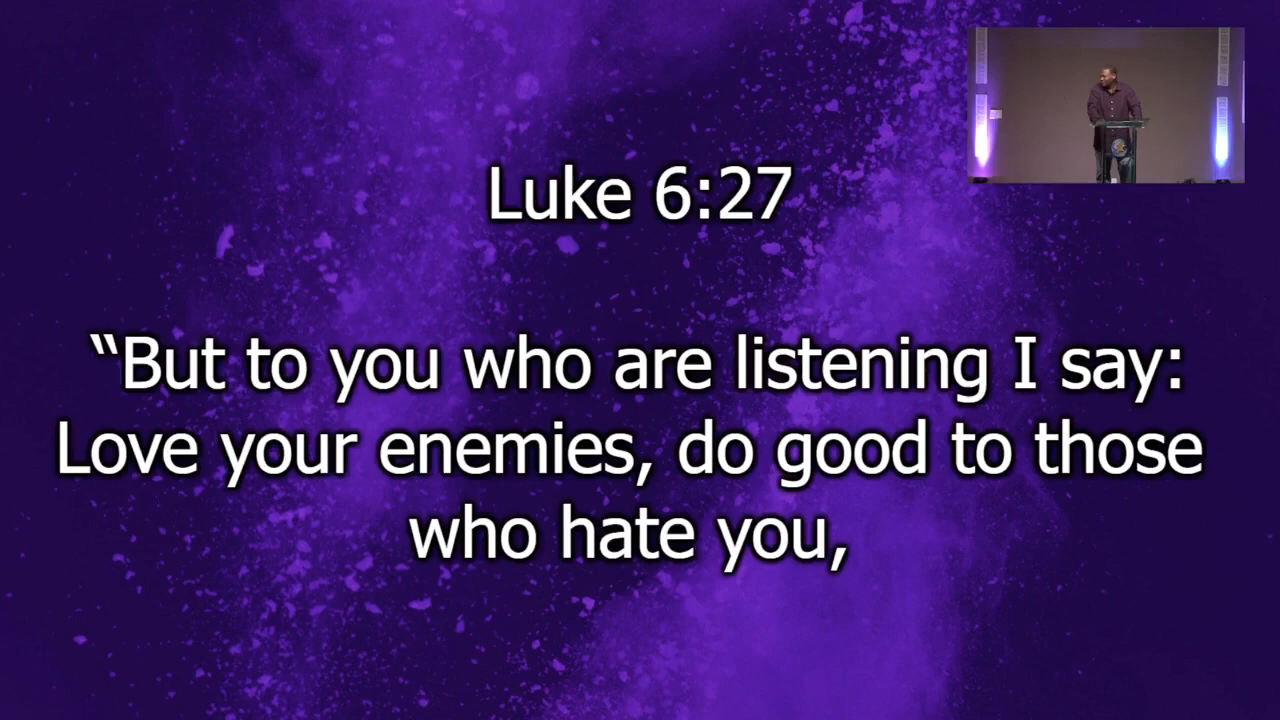 Luke 6:27
“But to you who are listening I say:
Love your enemies, do good to those
who hate you,